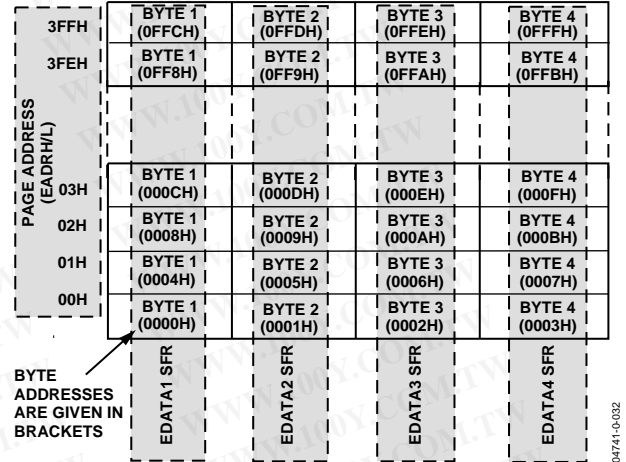 3FFH BYTE 1 (0FFCH) BYTE 2 (0FFDH) BYTE 3 (0FFEH) BYTE 4 (0FFFH)
3FEH BYTE 1 (0FF8H) BYTE 2 (0FF9H) BYTE 3 (0FFAH) BYTE 4 (0FFBH)
PAGE ADDRESS
(EADRH/L)
03H BYTE 1 (000CH) BYTE 2 (000DH) BYTE 3 (000EH) BYTE 4 (000FH)
02H BYTE 1 (0008H) BYTE 2 (0009H) BYTE 3 (000AH) BYTE 4 (000BH)
01H BYTE 1 (0004H) BYTE 2 (0005H) BYTE 3 (0006H) BYTE 4 (0007H)
00H BYTE 1 (0000H) BYTE 2 (0001H) BYTE 3 (0002H) BYTE 4 (0003H)
BYTE
ADDRESSES
ARE GIVEN IN
BRACKETS
EDATA1 SFR
EDATA2 SFR
EDATA3 SFR
EDATA4 SFR
04741-0-032
WWW.100Y.COM.TW